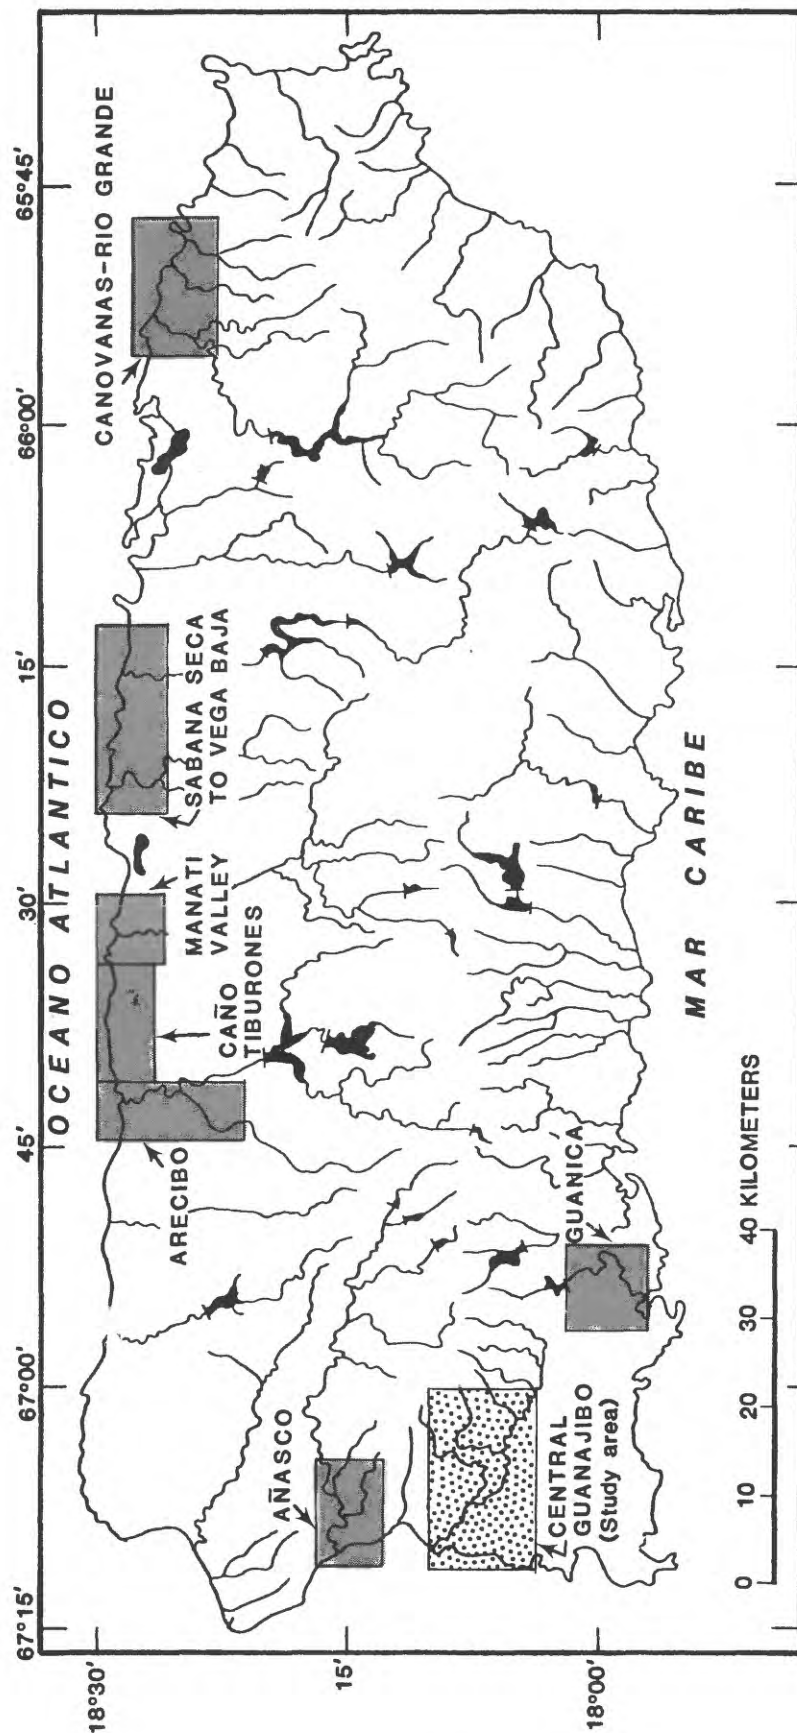 67°15'
67°00'
45'
30'
15'
66°00'
65°45'
18°30'
15'
18°00'
OCEANO ATLANTICO
CANOVANAS-RIO GRANDE
SABANA SECA
TO VEGA BAJA
MANATI
VALLEY
CAÑO
TIBURONES
ARECIBO
AÑASCO
CENTRAL
GUANAJIBO
(Study area)
GUANICA
MAR CARIBE
0 10 20 30 40 KILOMETERS